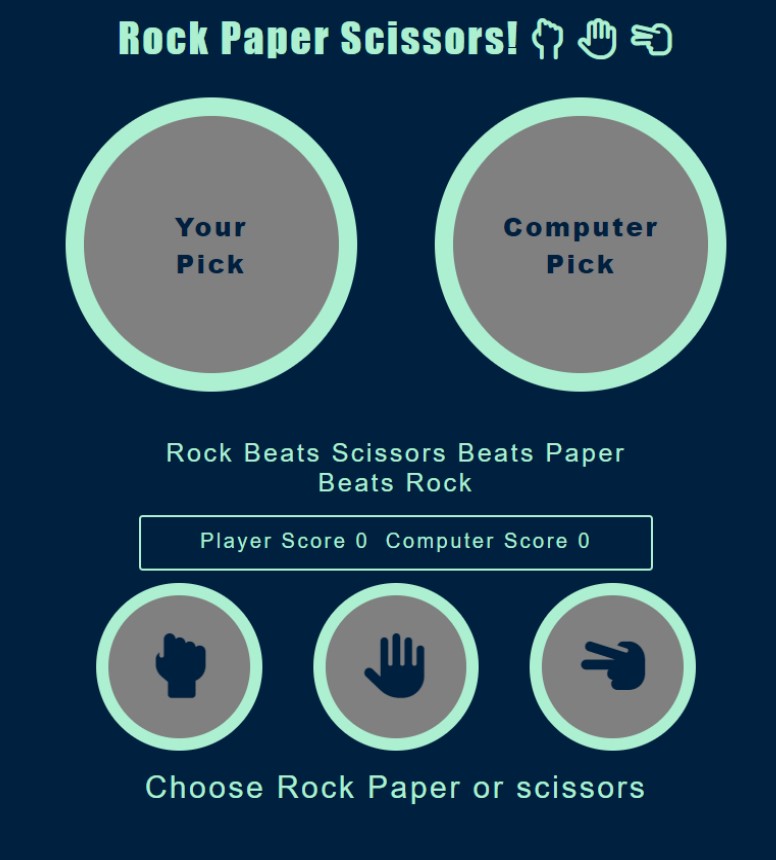 Rock Paper Scissors!
Your
Pick
Computer
Pick
Rock Beats Scissors Beats Paper
Beats Rock
Player Score 0 Computer Score 0
Choose Rock Paper or scissors